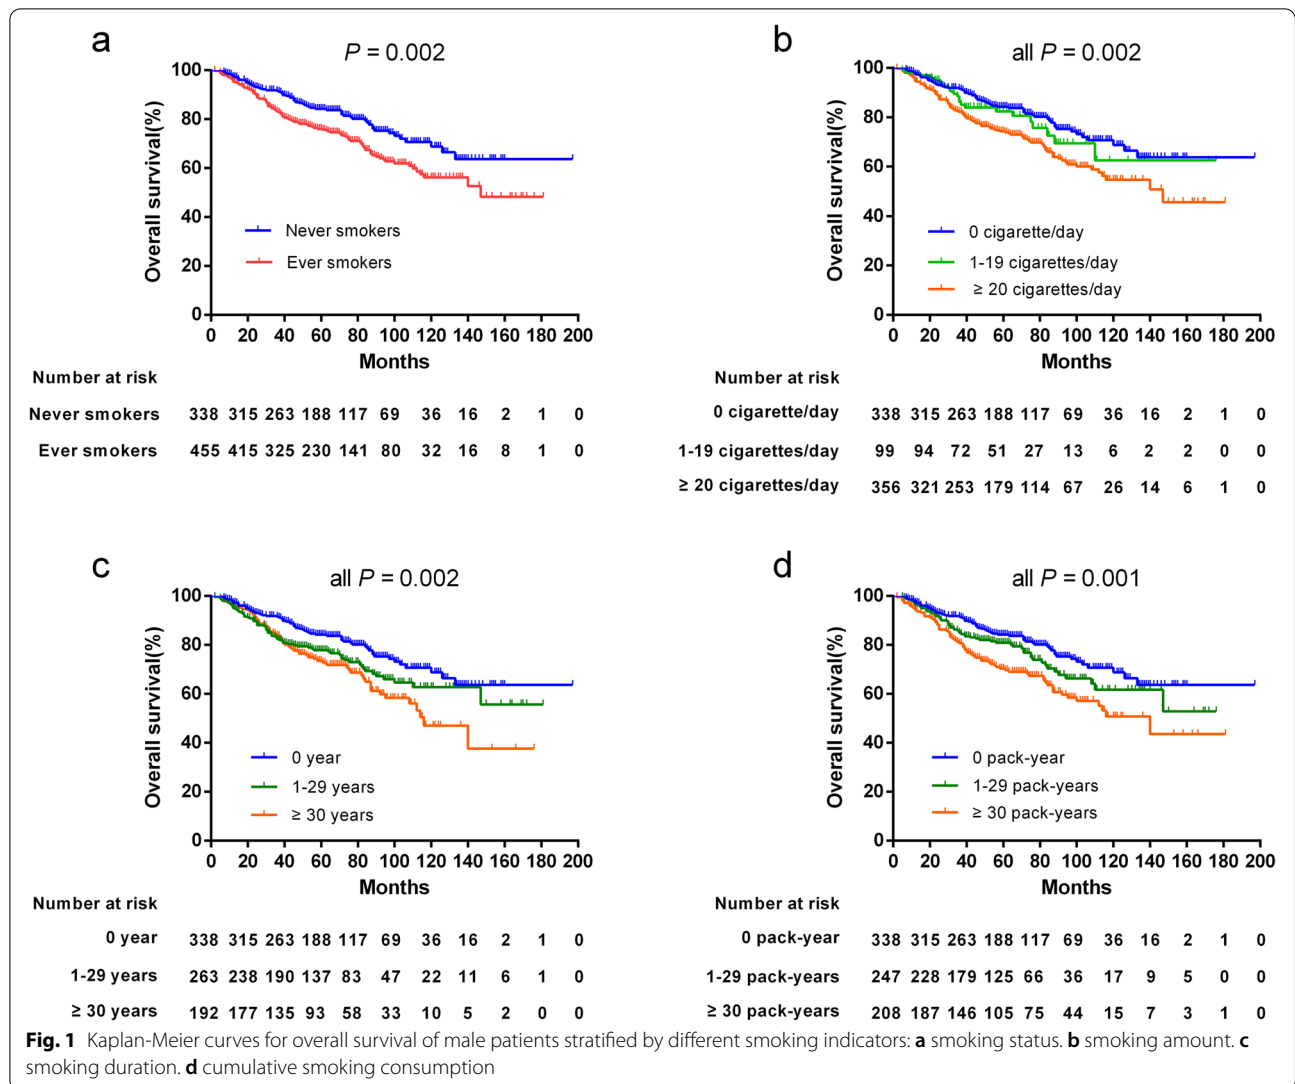 a
P = 0.002
100
80
60
40
20
0
Overall survival(%)
Never smokers
Ever smokers
0 20 40 60 80 100 120 140 160 180 200
Months
Number at risk
Never smokers 338 315 263 188 117 69 36 16 2 1 0
Ever smokers 455 415 325 230 141 80 32 16 8 1 0
b
all P = 0.002
100
80
60
40
20
0
Overall survival(%)
0 cigarette/day
1-19 cigarettes/day
≥ 20 cigarettes/day
0 20 40 60 80 100 120 140 160 180 200
Months
Number at risk
0 cigarette/day 338 315 263 188 117 69 36 16 2 1 0
1-19 cigarettes/day 99 94 72 51 27 13 6 2 2 0 0
≥ 20 cigarettes/day 356 321 253 179 114 67 26 14 6 1 0
c
all P = 0.002
100
80
60
40
20
0
Overall survival(%)
0 year
1-29 years
≥ 30 years
0 20 40 60 80 100 120 140 160 180 200
Months
Number at risk
0 year 338 315 263 188 117 69 36 16 2 1 0
1-29 years 263 238 190 137 83 47 22 11 6 1 0
≥ 30 years 192 177 135 93 58 33 10 5 2 0 0
d
all P = 0.001
100
80
60
40
20
0
Overall survival(%)
0 pack-year
1-29 pack-years
≥ 30 pack-years
0 20 40 60 80 100 120 140 160 180 200
Months
Number at risk
0 pack-year 338 315 263 188 117 69 36 16 2 1 0
1-29 pack-years 247 228 179 125 66 36 17 9 5 0 0
≥ 30 pack-years 208 187 146 105 75 44 15 7 3 1 0
Fig. 1 Kaplan-Meier curves for overall survival of male patients stratified by different smoking indicators: a smoking status. b smoking amount. c
smoking duration. d cumulative smoking consumption